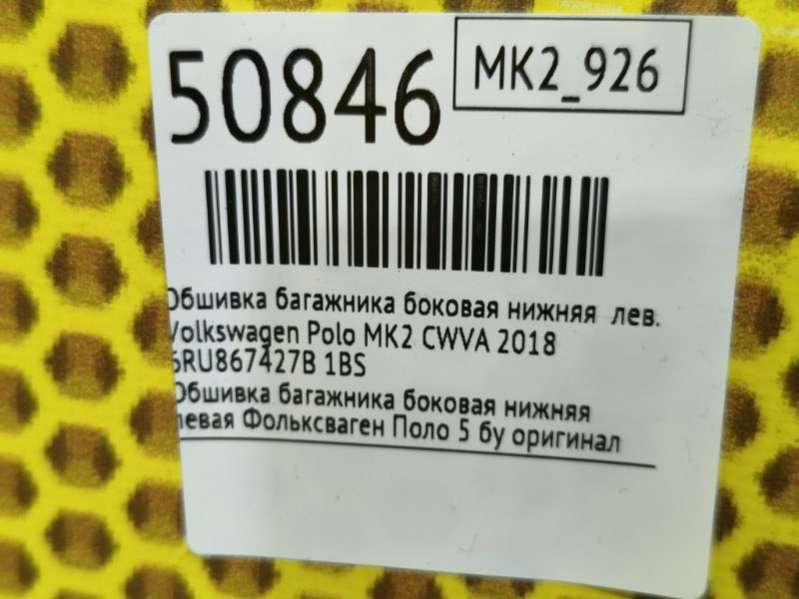 50846
MK2_926
Обшивка багажника боковая нижняя лев.
Volkswagen Polo MK2 CWVA 2018
6RU867427B 1BS
Обшивка багажника боковая нижняя
левая Фольксваген Поло 5 бу оригинал